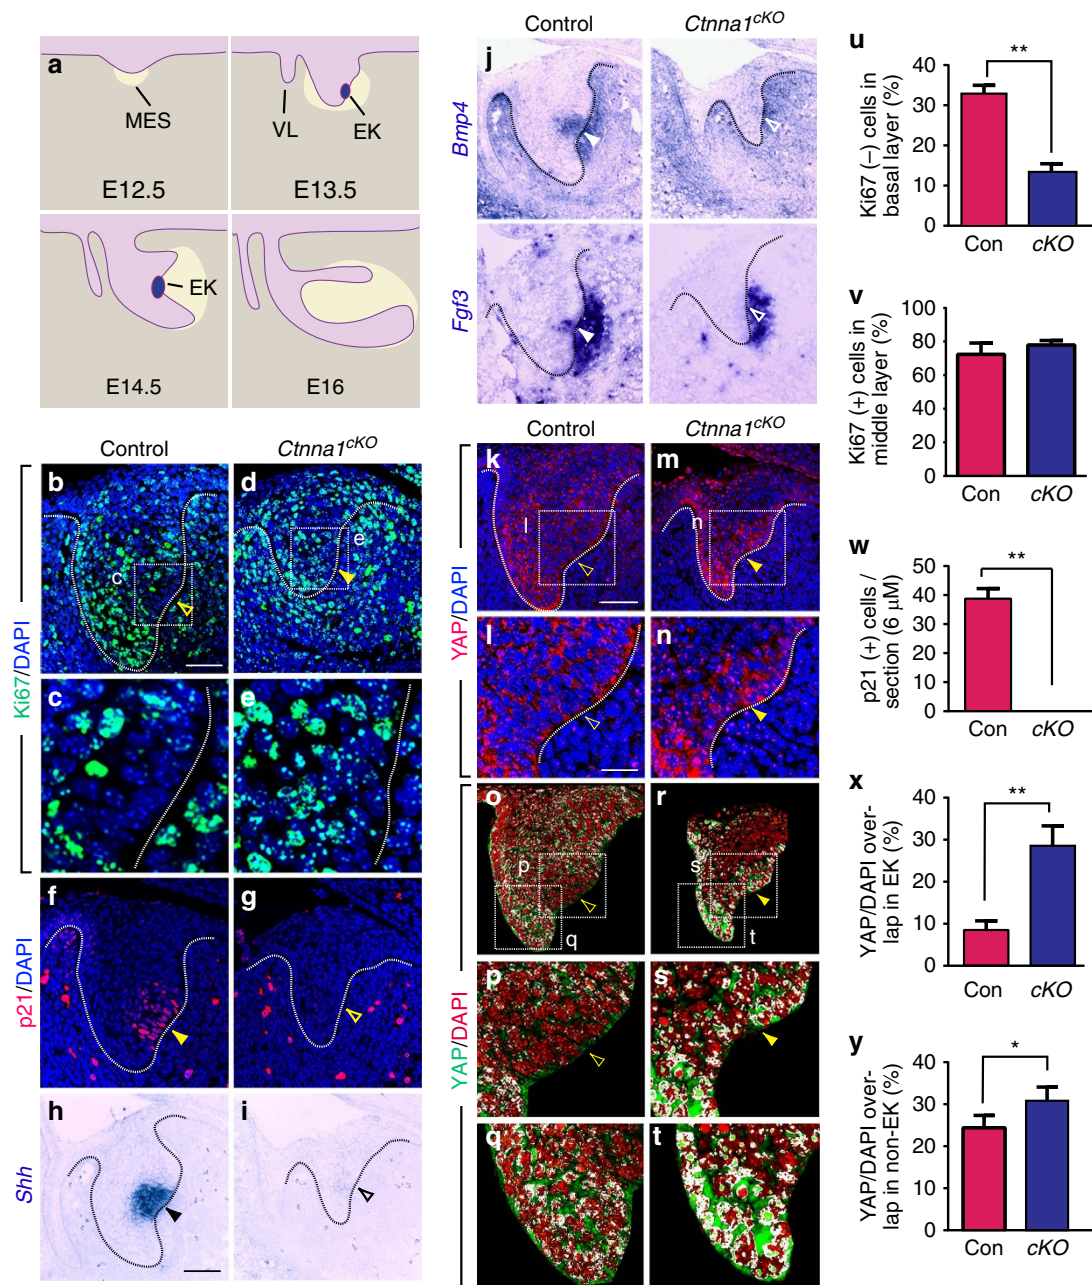 a
MES
E12.5
VL
EK
E13.5
EK
E14.5
E16
Control
Ctnna1cKO
Ki67/DAPI
b
c
d
e
c
e
p21/DAPI
f
g
Shh
h
i
Control
Ctnna1cKO
Bmp4
j
Fgf3
Control
Ctnna1cKO
YAP/DAPI
k
l
m
n
l
n
YAP/DAPI
o
p
q
r
s
t
p
s
q
t
u
Ki67 (–) cells in
basal layer (%)
40
30
20
10
0
**
Con
cKO
v
Ki67 (+) cells in
middle layer (%)
100
80
60
40
20
0
Con
cKO
w
p21 (+) cells /
section (6 µM)
50
40
30
20
10
0
**
Con
cKO
x
YAP/DAPI over-
lap in EK (%)
40
30
20
10
0
**
Con
cKO
y
YAP/DAPI over-
lap in non-EK (%)
40
30
20
10
0
*
Con
cKO